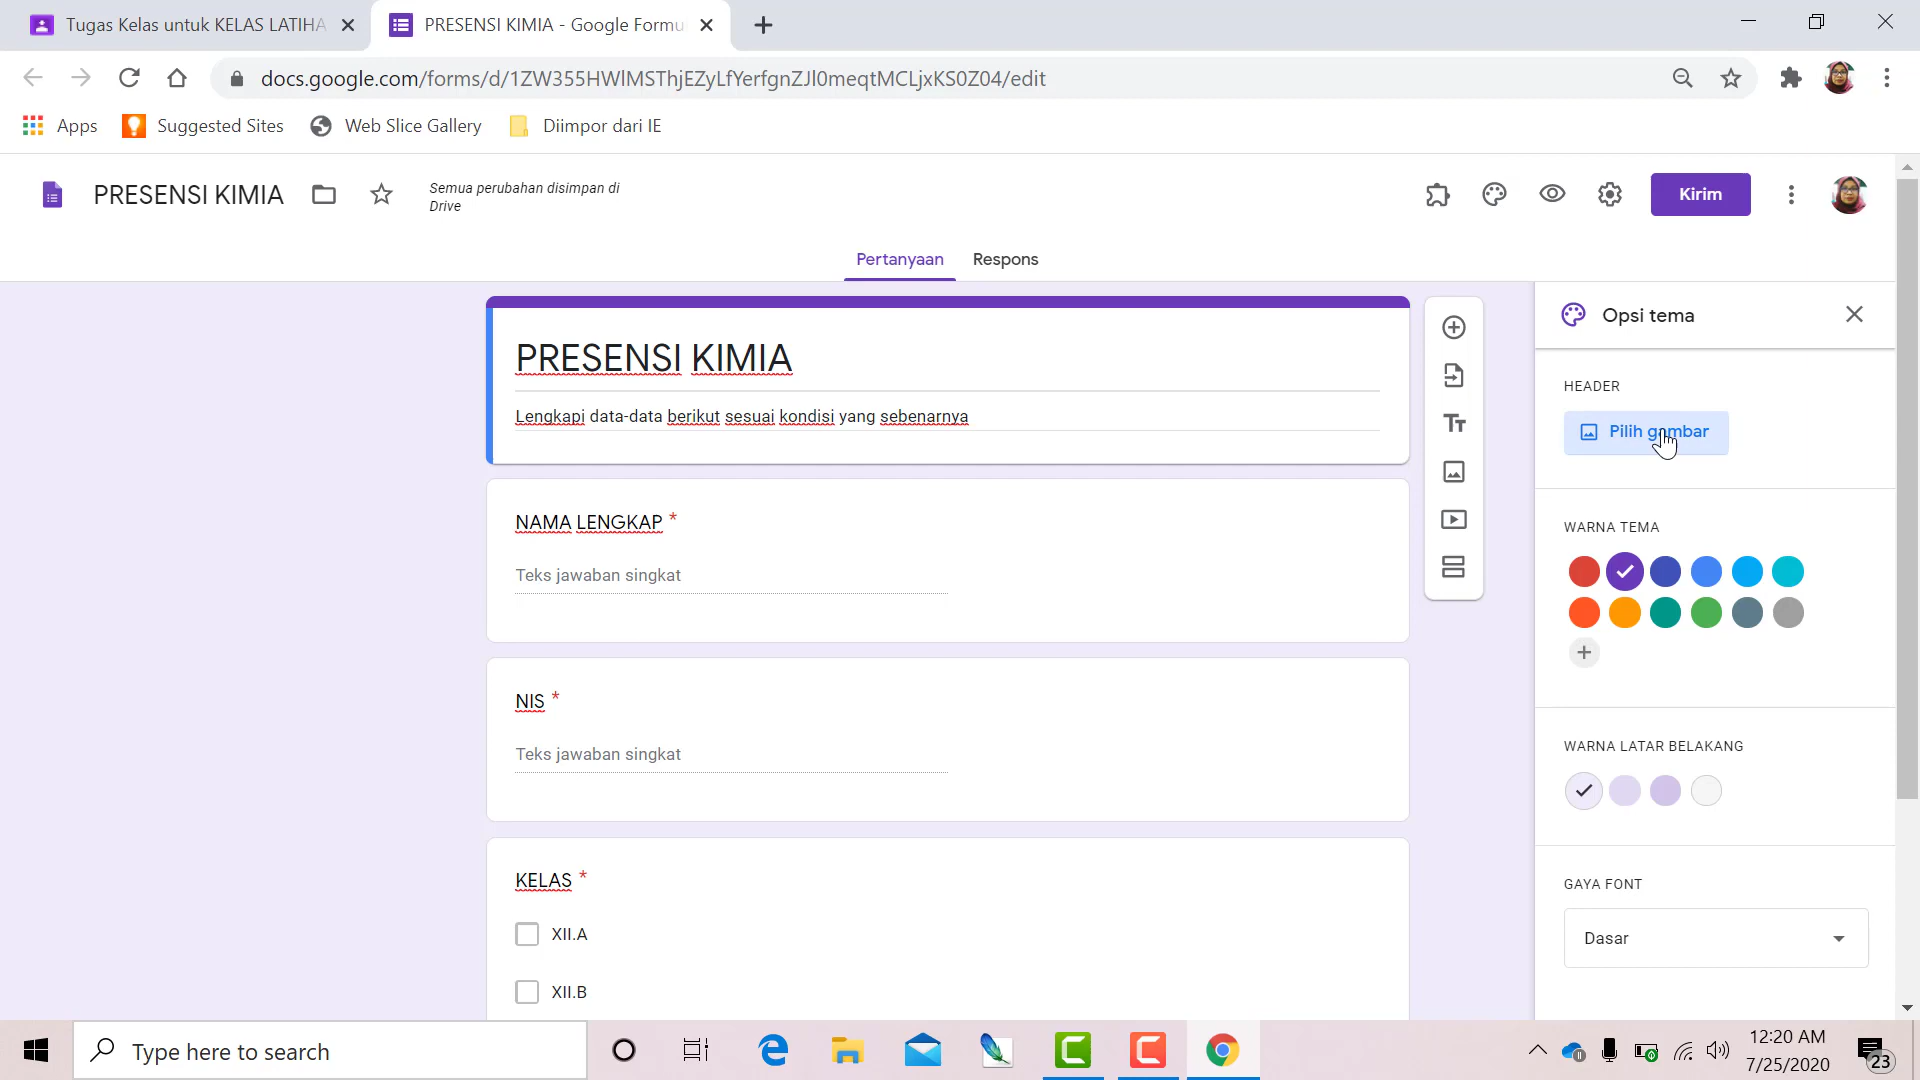 Tugas Kelas untuk KELAS LATIHA
PRESENSI KIMIA - Google Formu
docs.google.com/forms/d/1ZW355HWlMSThjEZyLfYerfgnZJl0meqtMCLjxKS0Z04/edit
Apps
Suggested Sites
Web Slice Gallery
Diimpor dari IE
PRESENSI KIMIA
Semua perubahan disimpan di
Drive
Kirim
Pertanyaan
Respons
PRESENSI KIMIA
Lengkapi data-data berikut sesuai kondisi yang sebenarnya
NAMA LENGKAP *
Teks jawaban singkat
NIS *
Teks jawaban singkat
KELAS *
XII.A
XII.B
Tт
Opsi tema
HEADER
Pilih gambar
WARNA TEMA
WARNA LATAR BELAKANG
GAYA FONT
Dasar
Type here to search
12:20 AM
7/25/2020
23